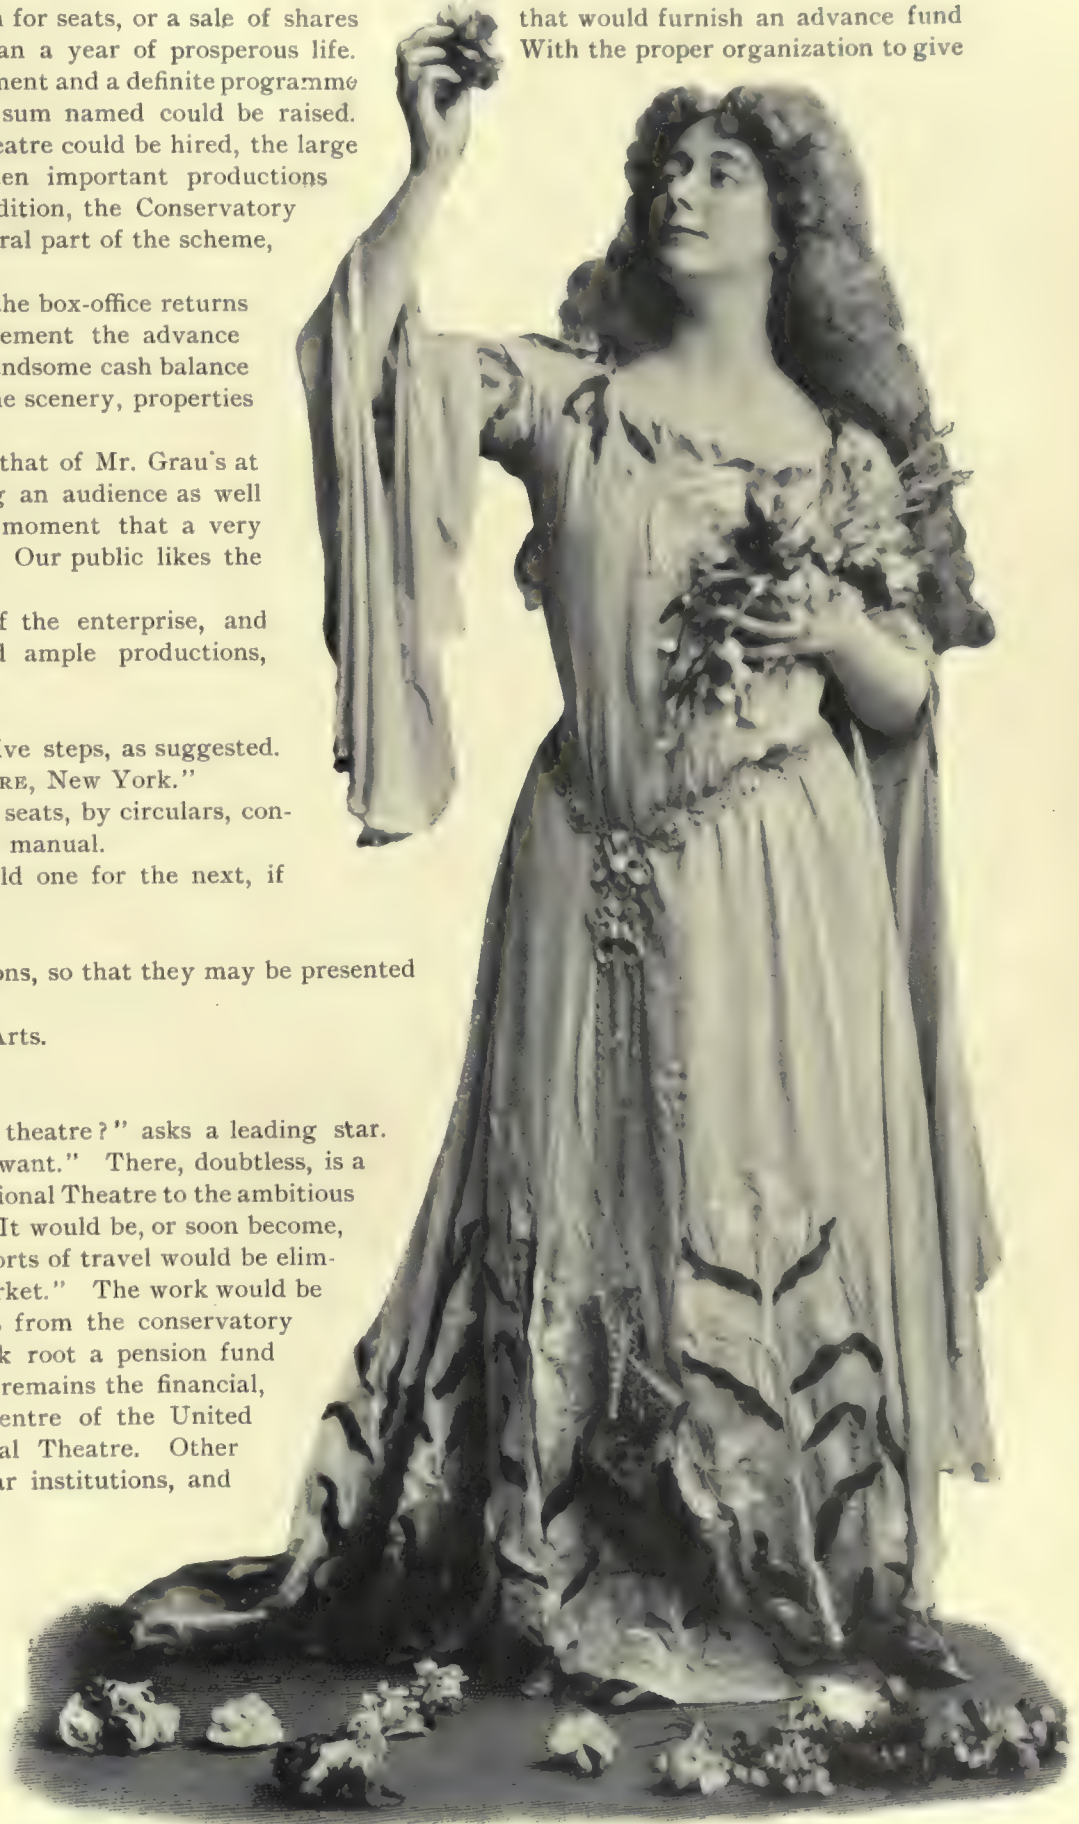 n for seats, or a sale of shares that would furnish an advance fund
an a year of prosperous life. With the proper organization to give
nent and a definite programme
sum named could be raised.
eatre could be hired, the large
en important productions
dition, the Conservatory
ral part of the scheme,
he box-office returns
ement the advance
ndsome cash balance
ne scenery, properties
that of Mr. Grau's at
g an audience as well
moment that a very
Our public likes the
f the enterprise, and
d ample productions,
ive steps, as suggested.
RE, New York."
seats, by circulars, con-
manual.
ld one for the next, if
ons, so that they may be presented
Arts.
theatre?" asks a leading star.
want." There, doubtless, is a
ional Theatre to the ambitious
It would be, or soon become,
orts of travel would be elim-
rket." The work would be
s from the conservatory
k root a pension fund
remains the financial,
entre of the United
al Theatre. Other
ar institutions, and